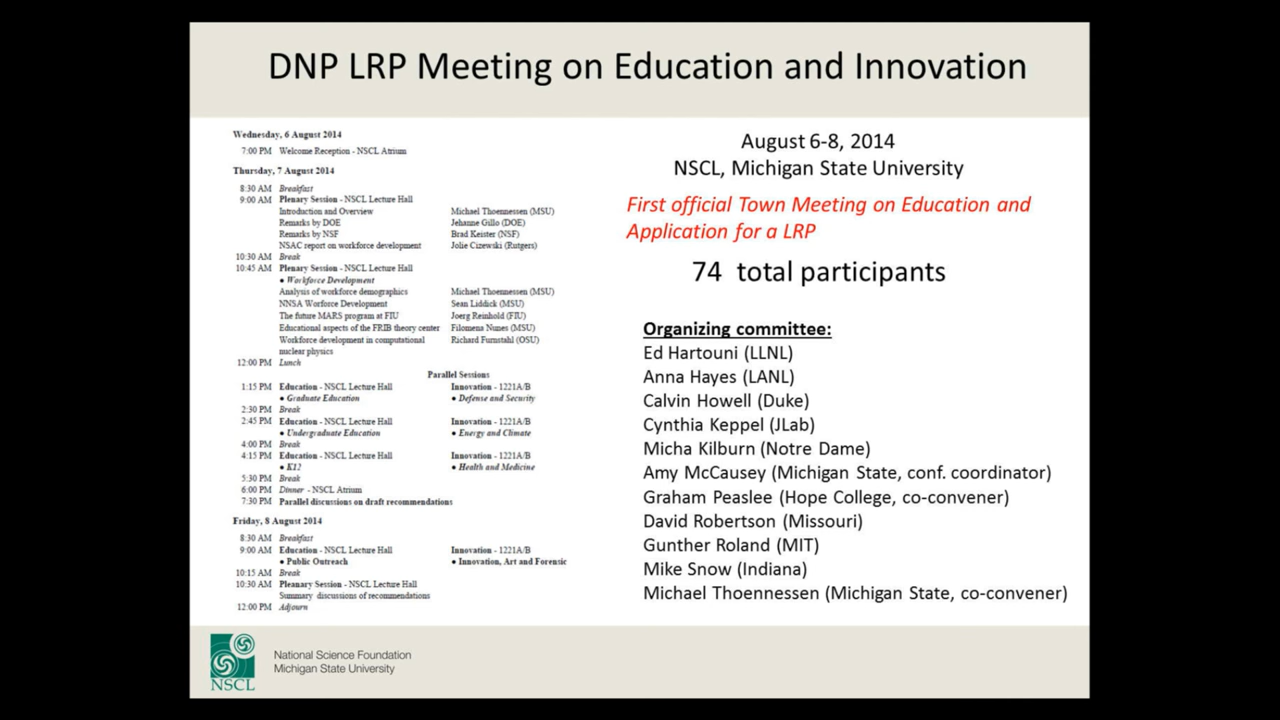 DNP LRP Meeting on Education and Innovation
Wednesday, 6 August 2014
7:00 PM Welcome Reception - NSCL Atrium
Thursday, 7 August 2014
8:30 AM Breakfast
9:00 AM Plenary Session - NSCL Lecture Hall
Introduction and Overview Michael Thoennessen (MSU)
Remarks by DOE Jehanne Gillo (DOE)
Remarks by NSF Brad Keister (NSF)
NSAC report on workforce development Jolie Cizewski (Rutgers)
10:30 AM Break
10:45 AM Plenary Session - NSCL Lecture Hall
• Workforce Development
Analysis of workforce demographics Michael Thoennessen (MSU)
NNSA Worforce Development Sean Liddick (MSU)
The future MARS program at FIU Joerg Reinhold (FIU)
Educational aspects of the FRIB theory center Filomena Nunes (MSU)
Workforce development in computational Richard Furnstahl (OSU)
nuclear physics
12:00 PM Lunch
Parallel Sessions
1:15 PM Education - NSCL Lecture Hall Innovation - 1221A/B
• Graduate Education • Defense and Security
2:30 PM Break
2:45 PM Education - NSCL Lecture Hall Innovation - 1221A/B
• Undergraduate Education • Energy and Climate
4:00 PM Break
4:15 PM Education - NSCL Lecture Hall Innovation - 1221A/B
• K12 • Health and Medicine
5:30 PM Break
6:00 PM Dinner - NSCL Atrium
7:30 PM Parallel discussions on draft recommendations
Friday, 8 August 2014
8:30 AM Breakfast
9:00 AM Education - NSCL Lecture Hall Innovation - 1221A/B
• Public Outreach • Innovation, Art and Forensic
10:15 AM Break
10:30 AM Pleanary Session - NSCL Lecture Hall
Summary discussions of recommendations
12:00 PM Adjourn
August 6-8, 2014
NSCL, Michigan State University
First official Town Meeting on Education and
Application for a LRP
74 total participants
Organizing committee:
Ed Hartouni (LLNL)
Anna Hayes (LANL)
Calvin Howell (Duke)
Cynthia Keppel (JLab)
Micha Kilburn (Notre Dame)
Amy McCausey (Michigan State, conf. coordinator)
Graham Peaslee (Hope College, co-convener)
David Robertson (Missouri)
Gunther Roland (MIT)
Mike Snow (Indiana)
Michael Thoennessen (Michigan State, co-convener)
NSCL
National Science Foundation
Michigan State University